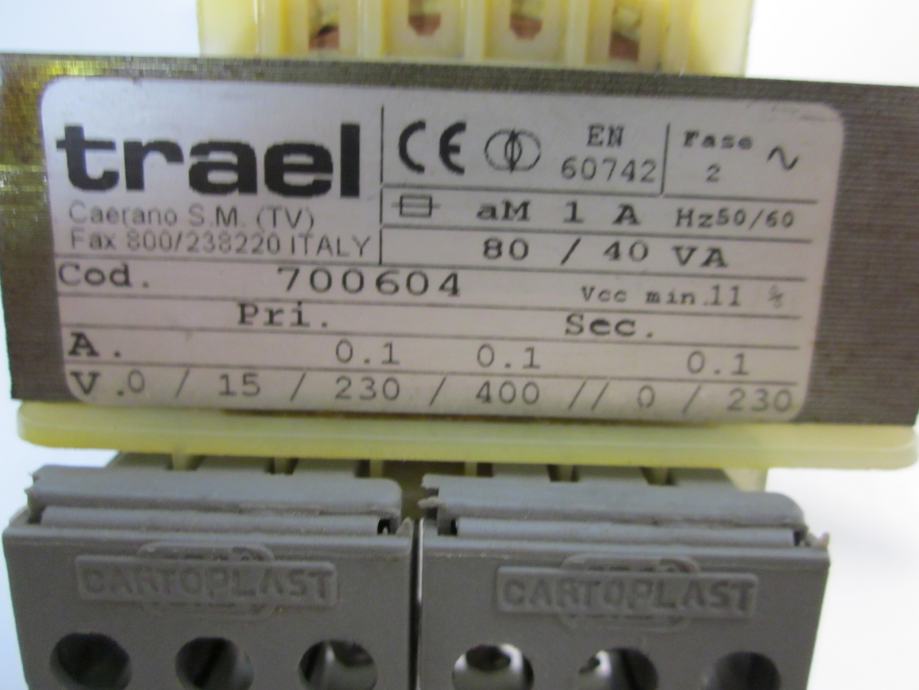 trael
Caerano S.M. (TV)
Fax 800/238220 ITALY
CE EN 60742
Fase 2 ~
aM 1 A Hz50/60
80 / 40 VA
Cod. 700604 Vcc min.11 %
Pri. Sec.
A. 0.1 0.1 0.1
V.0 / 15 / 230 / 400 // 0 / 230
CARTOPLAST CARTOPLAST